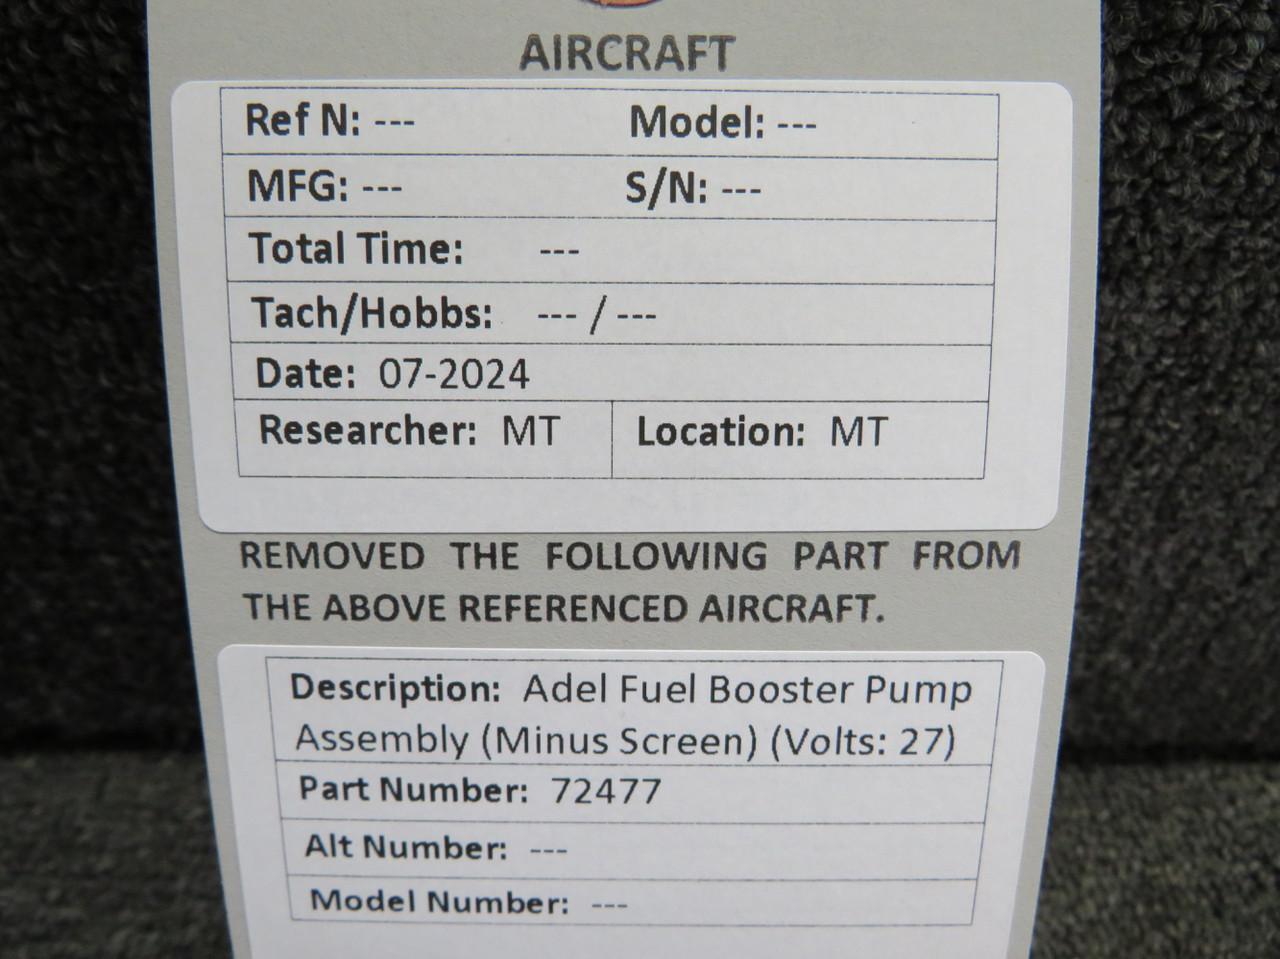 AIRCRAFT
Ref N: --- Model: ---
MFG: --- S/N: ---
Total Time: ---
Tach/Hobbs: --- / ---
Date: 07-2024
Researcher: MT Location: MT
REMOVED THE FOLLOWING PART FROM
THE ABOVE REFERENCED AIRCRAFT.
Description: Adel Fuel Booster Pump
Assembly (Minus Screen) (Volts: 27)
Part Number: 72477
Alt Number: ---
Model Number: ---